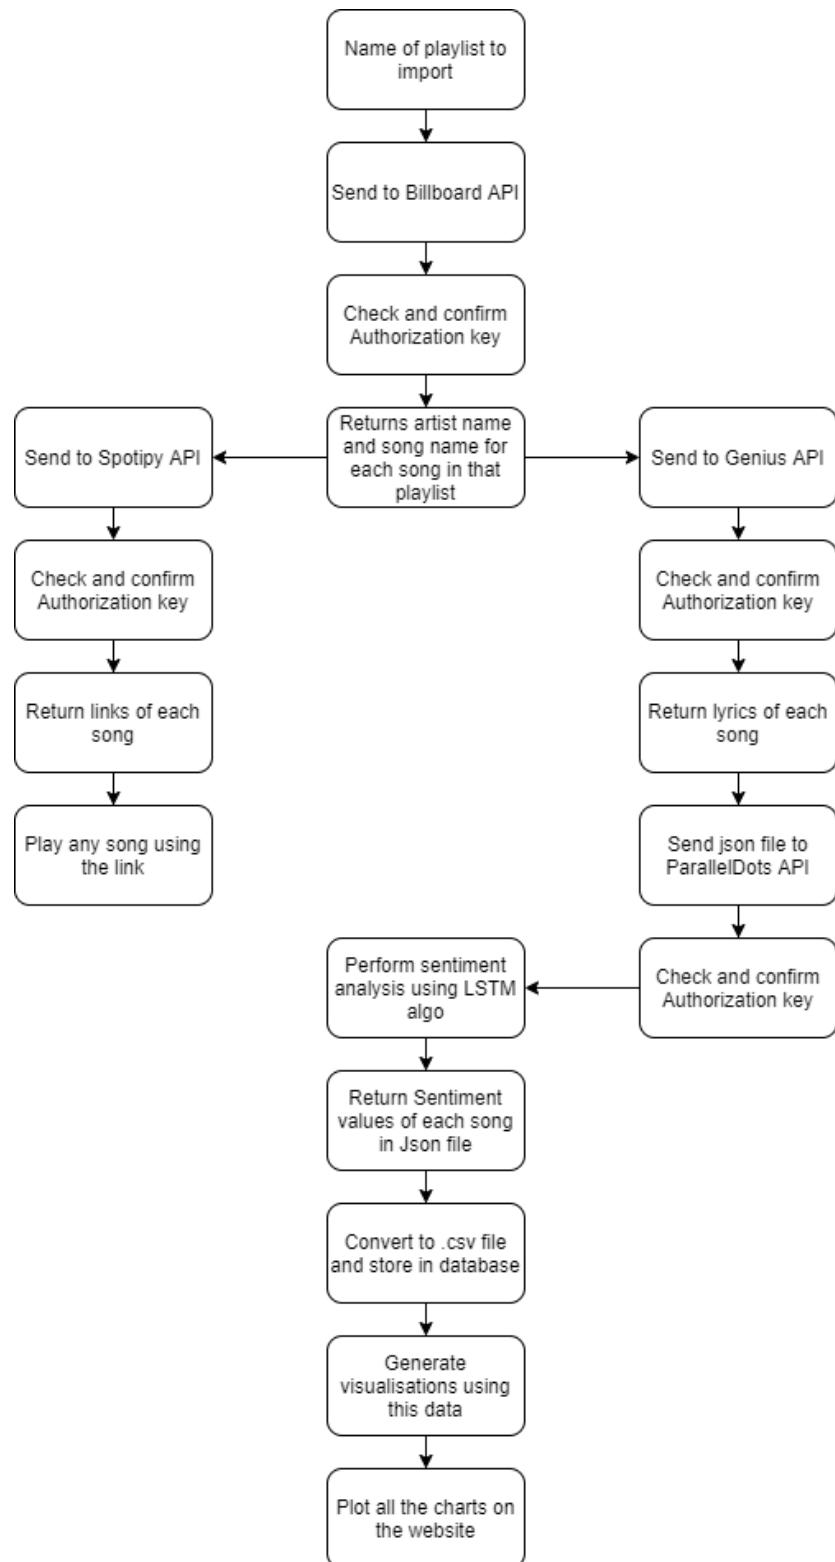 Name of playlist to
import
Send to Billboard API
Check and confirm
Authorization key
Returns artist name
and song name for
each song in that
playlist
Send to Spotipy API
Check and confirm
Authorization key
Return links of each
song
Play any song using
the link
Send to Genius API
Check and confirm
Authorization key
Return lyrics of each
song
Send json file to
ParallelDots API
Check and confirm
Authorization key
Perform sentiment
analysis using LSTM
algo
Return Sentiment
values of each song
in Json file
Convert to .csv file
and store in database
Generate
visualisations using
this data
Plot all the charts on
the website